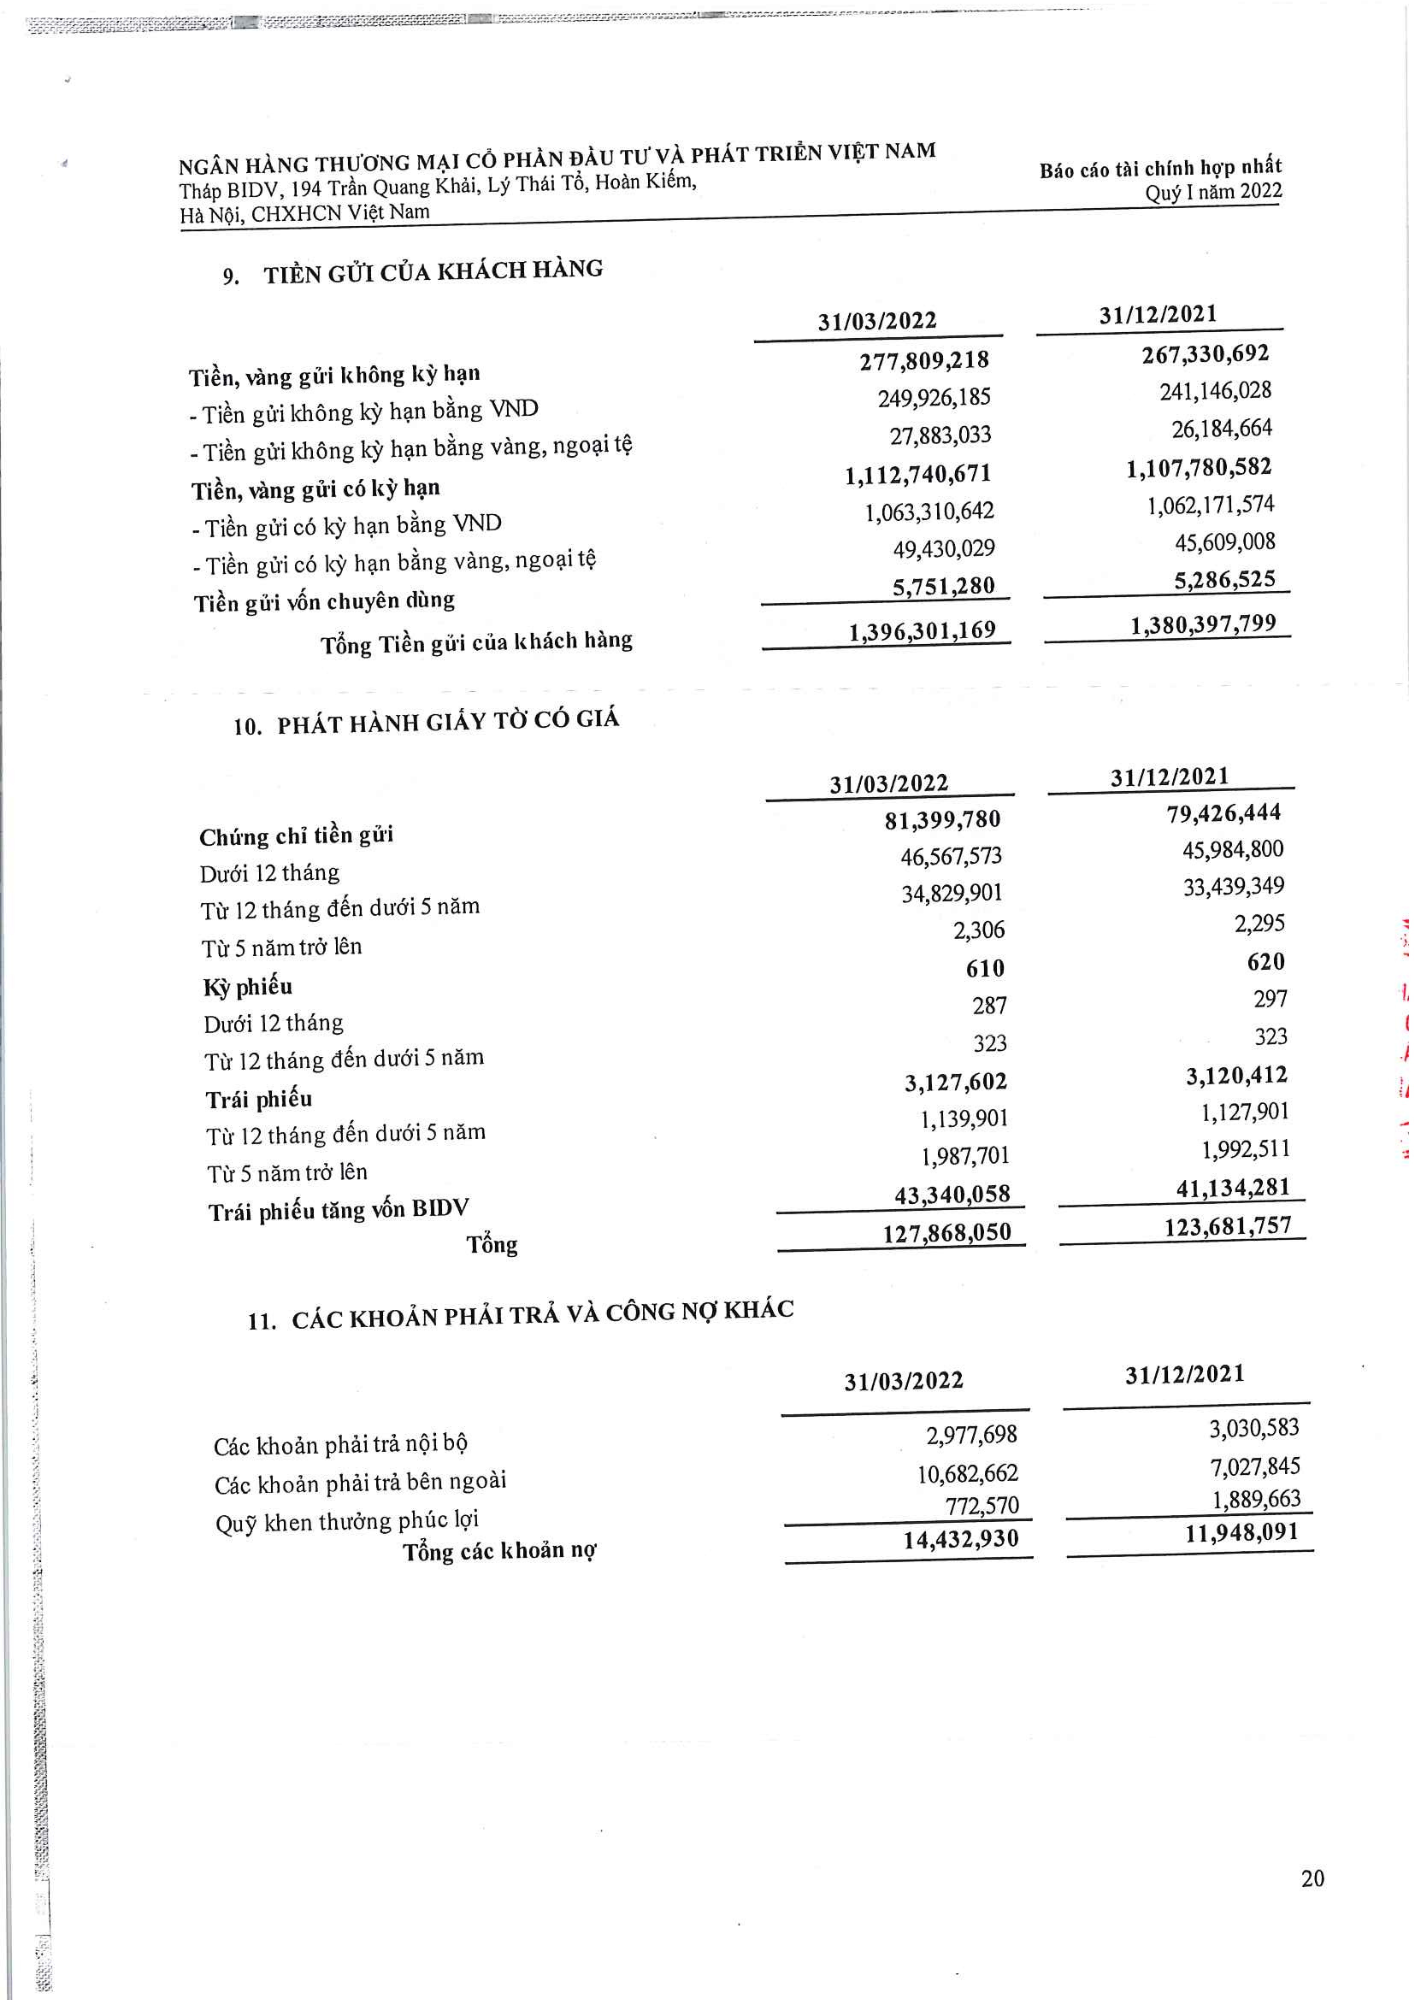 NGÂN HÀNG THƯƠNG MẠI CỔ PHẦN ĐẦU TƯ VÀ PHÁT TRIỂN VIỆT NAM
Tháp BIDV, 194 Trần Quang Khải, Lý Thái Tổ, Hoàn Kiếm,
Hà Nội, CHXHCN Việt Nam
Báo cáo tài chính hợp nhất
Quý I năm 2022
9. TIỀN GỬI CỦA KHÁCH HÀNG
31/03/2022 31/12/2021
Tiền, vàng gửi không kỳ hạn 277,809,218 267,330,692
- Tiền gửi không kỳ hạn bằng VND 249,926,185 241,146,028
- Tiền gửi không kỳ hạn bằng vàng, ngoại tệ 27,883,033 26,184,664
Tiền, vàng gửi có kỳ hạn 1,112,740,671 1,107,780,582
- Tiền gửi có kỳ hạn bằng VND 1,063,310,642 1,062,171,574
- Tiền gửi có kỳ hạn bằng vàng, ngoại tệ 49,430,029 45,609,008
Tiền gửi vốn chuyên dùng 5,751,280 5,286,525
Tổng Tiền gửi của khách hàng 1,396,301,169 1,380,397,799
10. PHÁT HÀNH GIẤY TỜ CÓ GIÁ
31/03/2022 31/12/2021
Chứng chỉ tiền gửi 81,399,780 79,426,444
Dưới 12 tháng 46,567,573 45,984,800
Từ 12 tháng đến dưới 5 năm 34,829,901 33,439,349
Từ 5 năm trở lên 2,306 2,295
Kỳ phiếu 610 620
Dưới 12 tháng 287 297
Từ 12 tháng đến dưới 5 năm 323 323
Trái phiếu 3,127,602 3,120,412
Từ 12 tháng đến dưới 5 năm 1,139,901 1,127,901
Từ 5 năm trở lên 1,987,701 1,992,511
Trái phiếu tăng vốn BIDV 43,340,058 41,134,281
Tổng 127,868,050 123,681,757
11. CÁC KHOẢN PHẢI TRẢ VÀ CÔNG NỢ KHÁC
31/03/2022 31/12/2021
Các khoản phải trả nội bộ 2,977,698 3,030,583
Các khoản phải trả bên ngoài 10,682,662 7,027,845
Quỹ khen thưởng phúc lợi 772,570 1,889,663
Tổng các khoản nợ 14,432,930 11,948,091
20